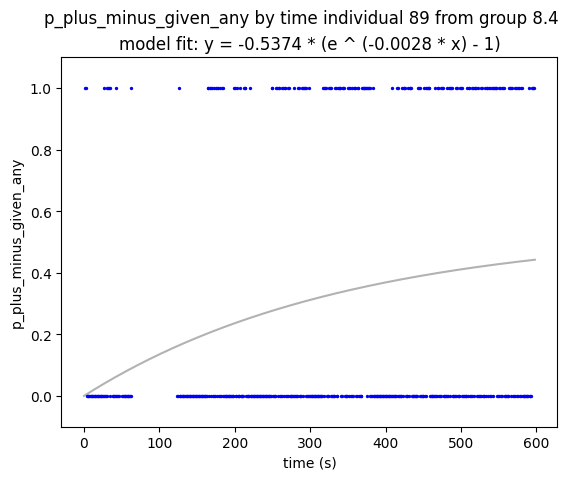 p_plus_minus_given_any by time individual 89 from group 8.4
model fit: y = -0.5374 * (e ^ (-0.0028 * x) - 1)
1.0
0.8
0.6
0.4
0.2
0.0
p_plus_minus_given_any
0 100 200 300 400 500 600
time (s)